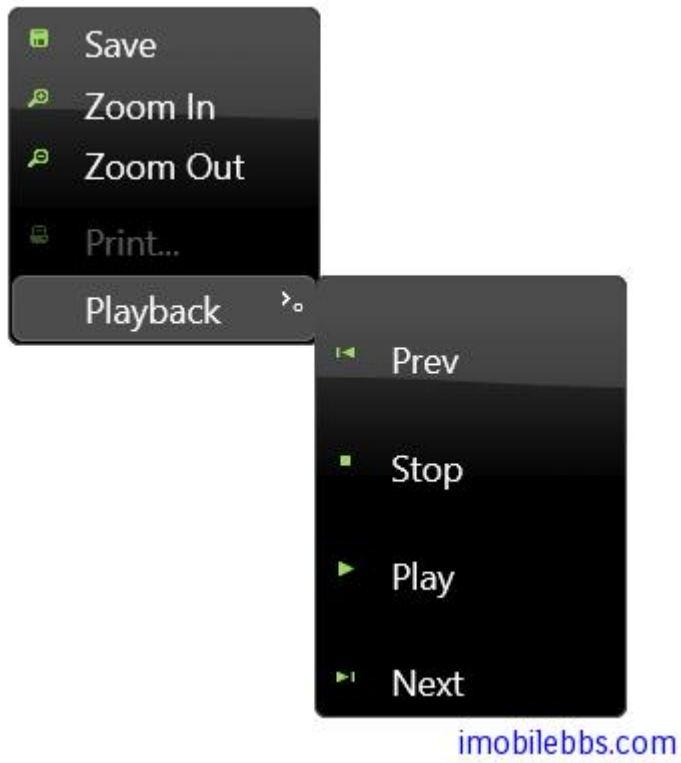 Save
Zoom In
Zoom Out
Print...
Playback
Prev
Stop
Play
Next
imobilebbs.com